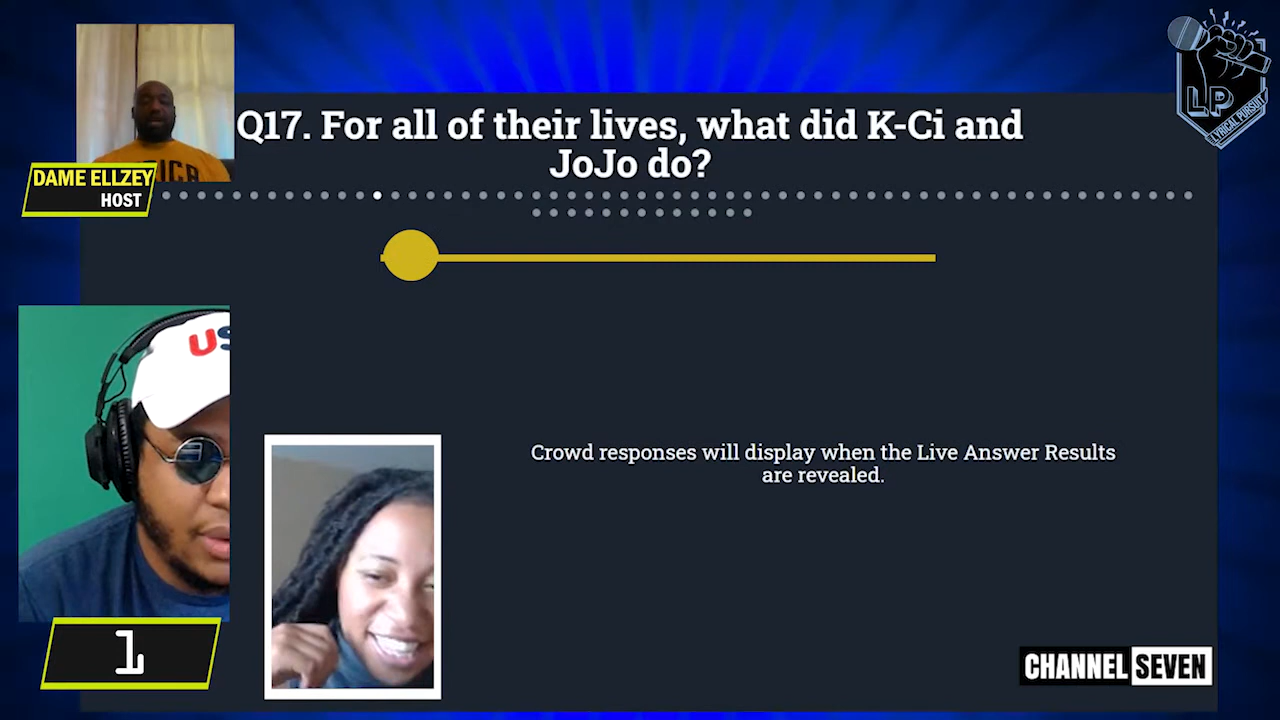 LP
LYRICAL PURSUIT
Q17. For all of their lives, what did K-Ci and
JoJo do?
DAME ELLZEY
HOST
US
Crowd responses will display when the Live Answer Results
are revealed.
1
CHANNEL SEVEN